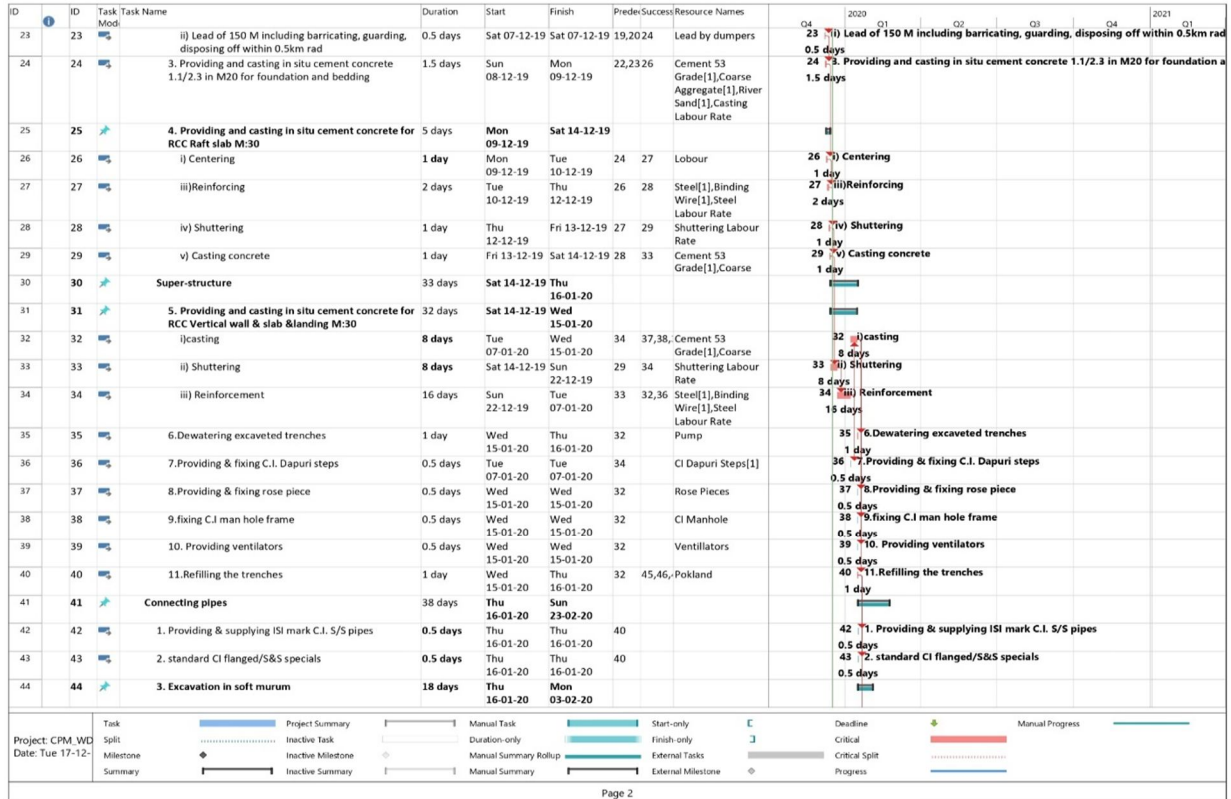 ID ID Task Mode Task Name Duration Start Finish Prede Success Resource Names
2020 2021
Q4 Q1 Q2 Q3 Q4 Q1
23 23 ii) Lead of 150 M including barricating, guarding, disposing off within 0.5km rad 0.5 days Sat 07-12-19 Sat 07-12-19 19,20 24 Lead by dumpers
24 24 3. Providing and casting in situ cement concrete 1.1/2.3 in M20 for foundation and bedding 1.5 days Sun 08-12-19 Mon 09-12-19 22,23 26 Cement 53 Grade[1],Coarse Aggregate[1],River Sand[1],Casting Labour Rate
25 25 4. Providing and casting in situ cement concrete for RCC Raft slab M:30 5 days Mon 09-12-19 Sat 14-12-19
26 26 i) Centering 1 day Mon 09-12-19 Tue 10-12-19 24 27 Lobour
27 27 iii)Reinforcing 2 days Tue 10-12-19 Thu 12-12-19 26 28 Steel[1],Binding Wire[1],Steel Labour Rate
28 28 iv) Shuttering 1 day Thu 12-12-19 Fri 13-12-19 27 29 Shuttering Labour Rate
29 29 v) Casting concrete 1 day Fri 13-12-19 Sat 14-12-19 28 33 Cement 53 Grade[1],Coarse
30 30 Super-structure 33 days Sat 14-12-19 Thu 16-01-20
31 31 5. Providing and casting in situ cement concrete for RCC Vertical wall & slab &landing M:30 32 days Sat 14-12-19 Wed 15-01-20
32 32 i)casting 8 days Tue 07-01-20 Wed 15-01-20 34 37,38, Cement 53 Grade[1],Coarse
33 33 ii) Shuttering 8 days Sat 14-12-19 Sun 22-12-19 29 34 Shuttering Labour Rate
34 34 iii) Reinforcement 16 days Sun 22-12-19 Tue 07-01-20 33 32,36 Steel[1],Binding Wire[1],Steel Labour Rate
35 35 6.Dewatering excaveted trenches 1 day Wed 15-01-20 Thu 16-01-20 32 Pump
36 36 7.Providing & fixing C.I. Dapuri steps 0.5 days Tue 07-01-20 Tue 07-01-20 34 CI Dapuri Steps[1]
37 37 8.Providing & fixing rose piece 0.5 days Wed 15-01-20 Wed 15-01-20 32 Rose Pieces
38 38 9.fixing C.I man hole frame 0.5 days Wed 15-01-20 Wed 15-01-20 32 CI Manhole
39 39 10. Providing ventilators 0.5 days Wed 15-01-20 Wed 15-01-20 32 Ventillators
40 40 11.Refilling the trenches 1 day Wed 15-01-20 Thu 16-01-20 32 45,46, Pokland
41 41 Connecting pipes 38 days Thu 16-01-20 Sun 23-02-20
42 42 1. Providing & supplying ISI mark C.I. S/S pipes 0.5 days Thu 16-01-20 Thu 16-01-20 40
43 43 2. standard CI flanged/S&S specials 0.5 days Thu 16-01-20 Thu 16-01-20 40
44 44 3. Excavation in soft murum 18 days Thu 16-01-20 Mon 03-02-20
23 ii) Lead of 150 M including barricating, guarding, disposing off within 0.5km rad
0.5 days
24 3. Providing and casting in situ cement concrete 1.1/2.3 in M20 for foundation a
1.5 days
26 i) Centering
1 day
27 iii)Reinforcing
2 days
28 iv) Shuttering
1 day
29 v) Casting concrete
1 day
32 i)casting
8 days
33 ii) Shuttering
8 days
34 iii) Reinforcement
16 days
35 6.Dewatering excaveted trenches
1 day
36 7.Providing & fixing C.I. Dapuri steps
0.5 days
37 8.Providing & fixing rose piece
0.5 days
38 9.fixing C.I man hole frame
0.5 days
39 10. Providing ventilators
0.5 days
40 11.Refilling the trenches
1 day
42 1. Providing & supplying ISI mark C.I. S/S pipes
0.5 days
43 2. standard CI flanged/S&S specials
0.5 days
Project: CPM_WD
Date: Tue 17-12-
Task Project Summary Manual Task Start-only Deadline Manual Progress
Split Inactive Task Duration-only Finish-only Critical
Milestone Inactive Milestone Manual Summary Rollup External Tasks Critical Split
Summary Inactive Summary Manual Summary External Milestone Progress
Page 2